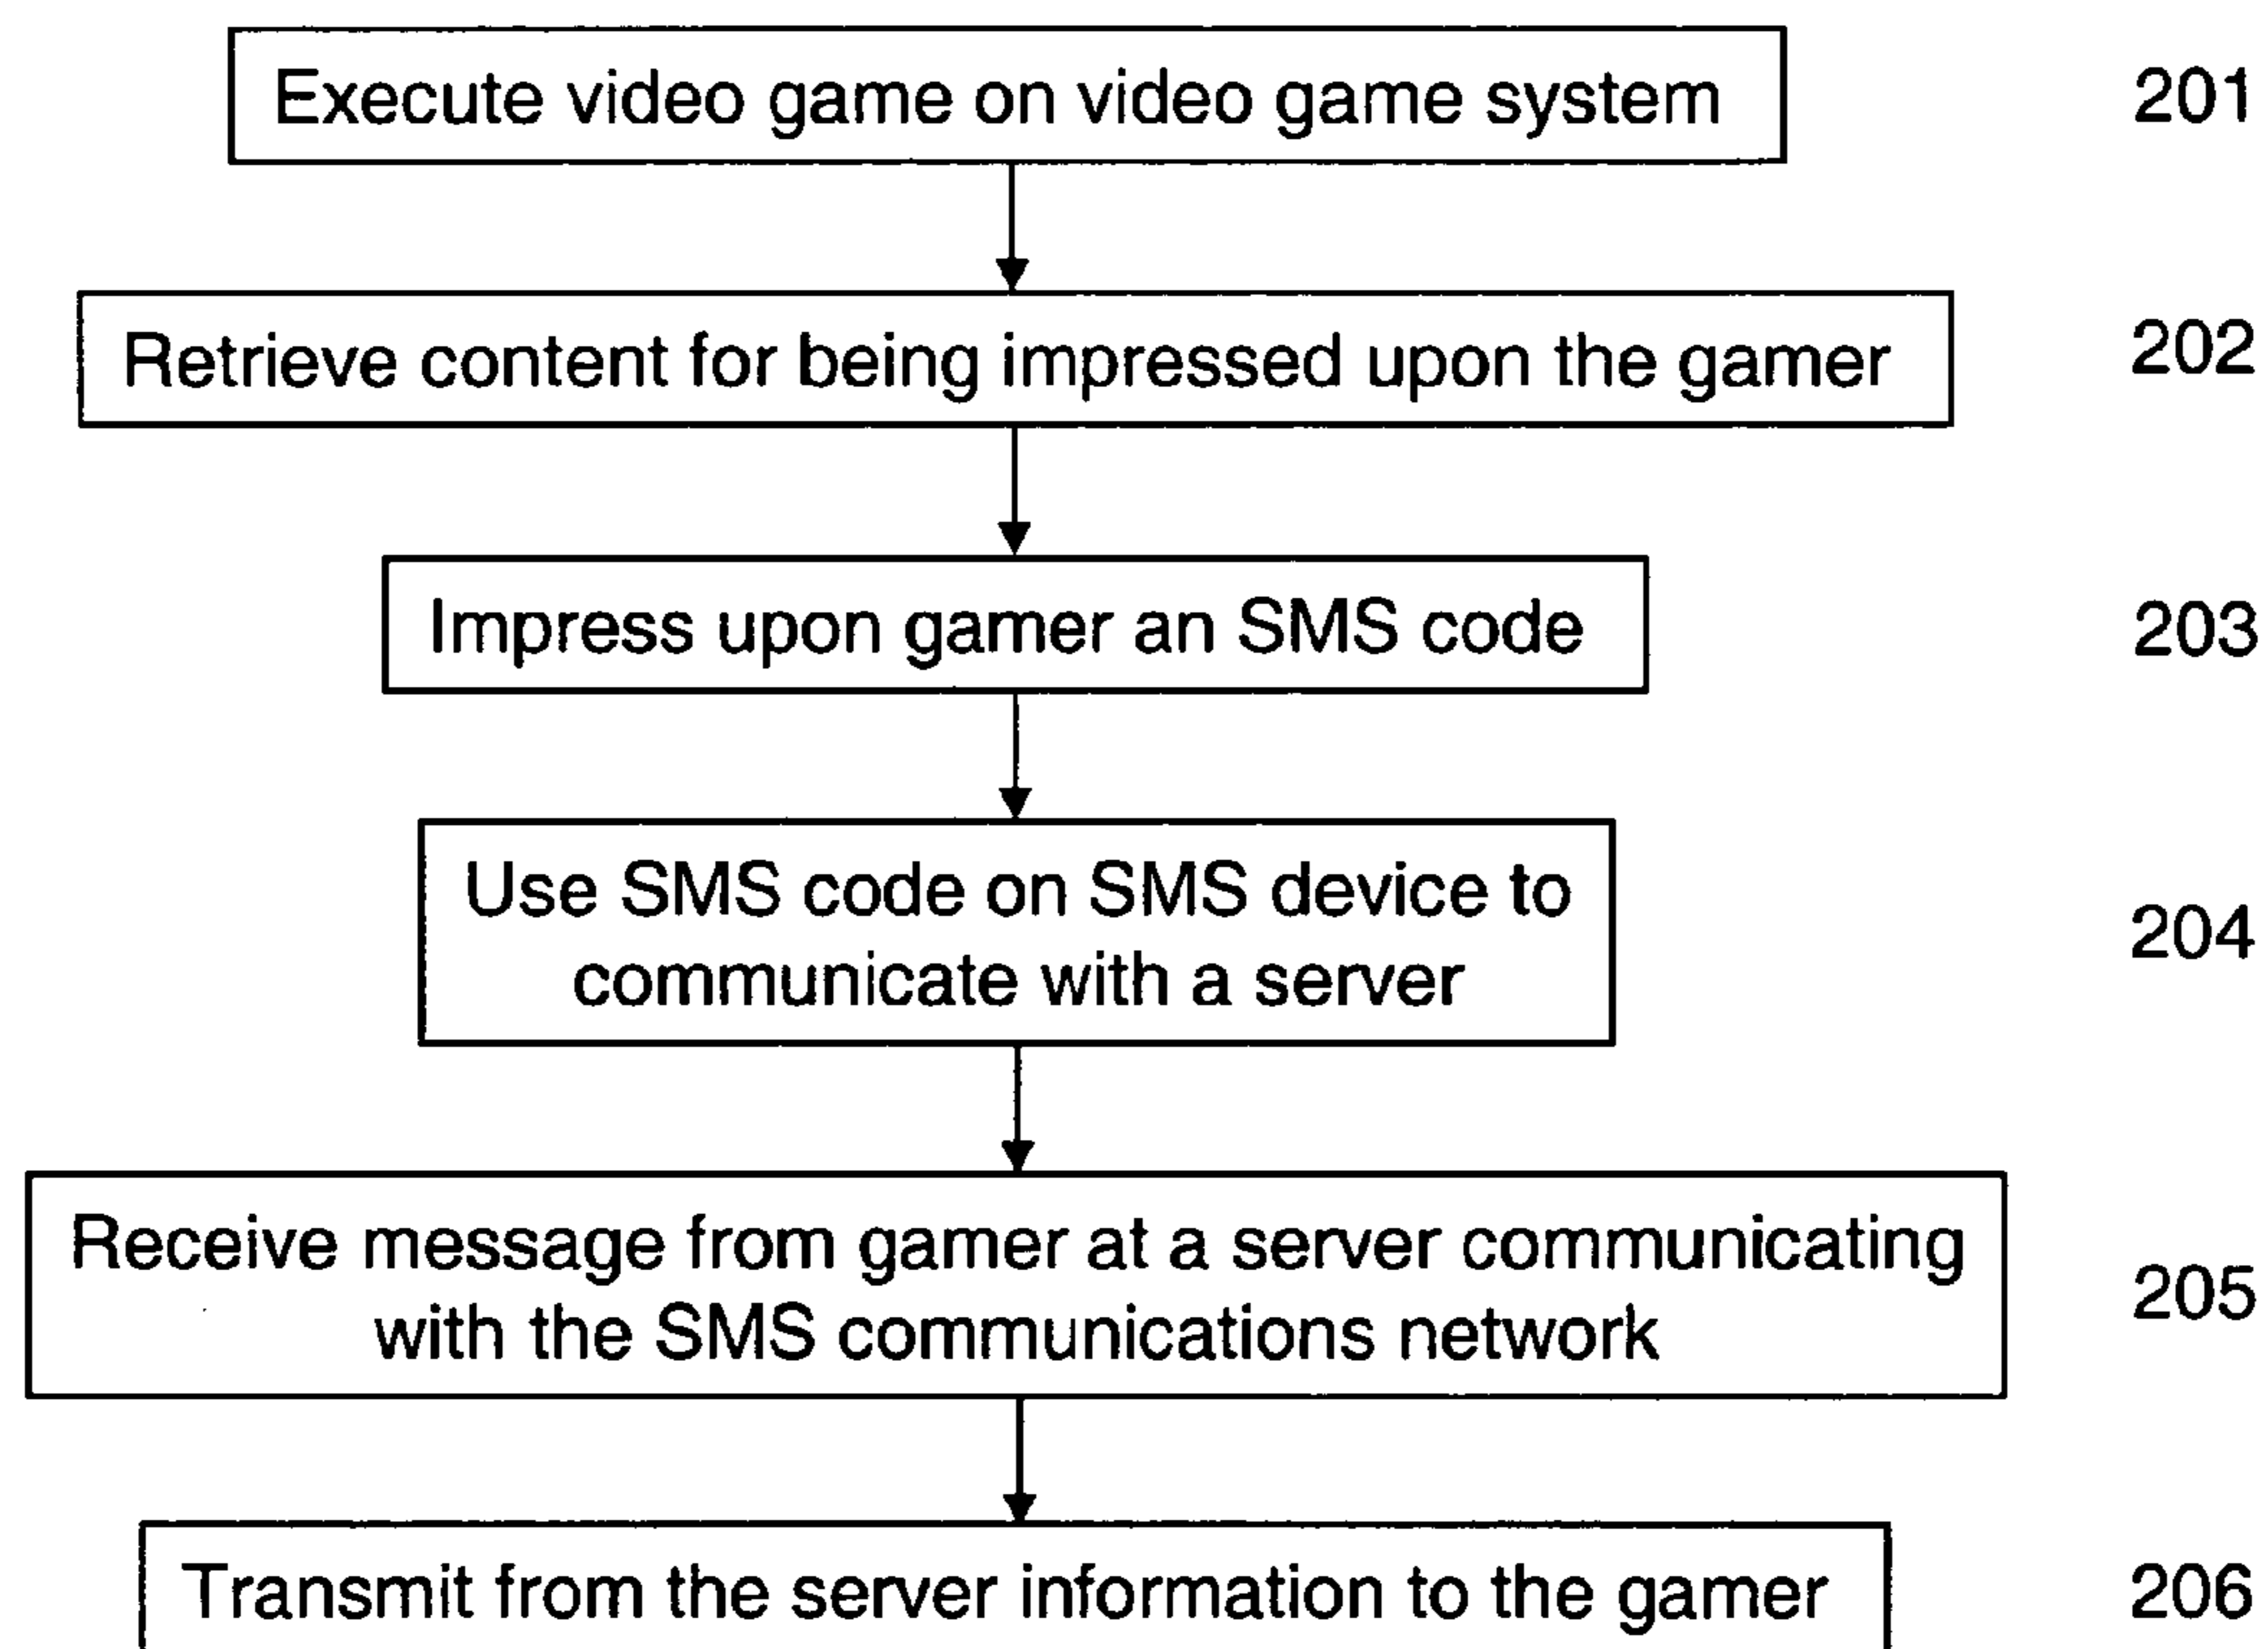 Execute video game on video game system 201
Retrieve content for being impressed upon the gamer 202
Impress upon gamer an SMS code 203
Use SMS code on SMS device to
communicate with a server
204
Receive message from gamer at a server communicating
with the SMS communications network
205
Transmit from the server information to the gamer 206